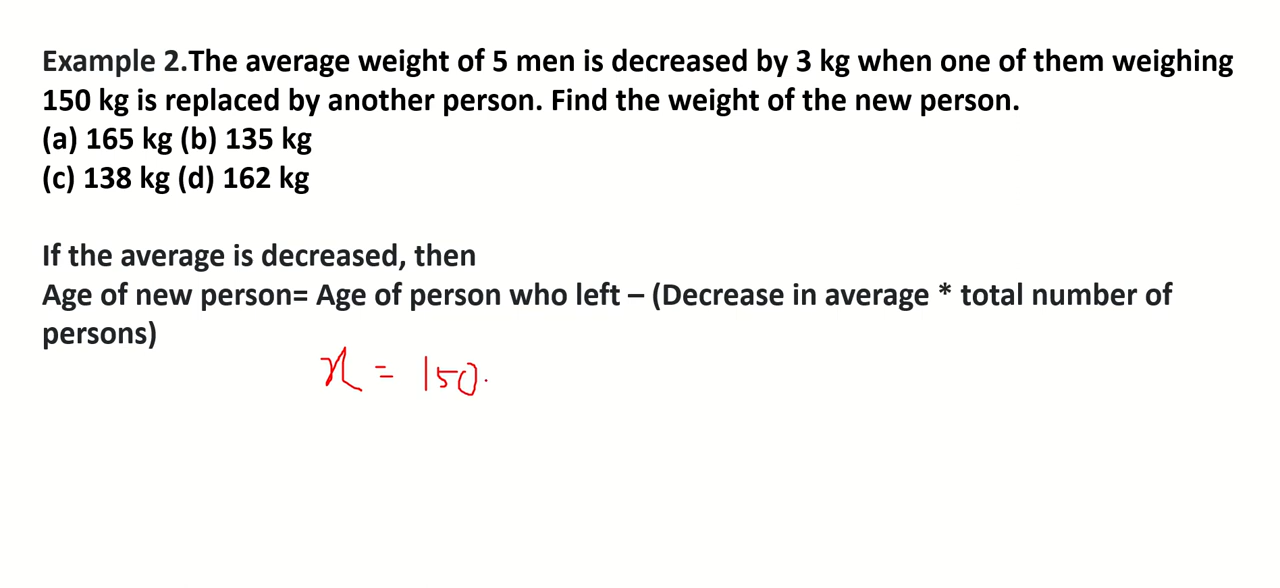 Example 2.The average weight of 5 men is decreased by 3 kg when one of them weighing
150 kg is replaced by another person. Find the weight of the new person.
(a) 165 kg (b) 135 kg
(c) 138 kg (d) 162 kg
If the average is decreased, then
Age of new person= Age of person who left – (Decrease in average * total number of
persons)
x = 150.